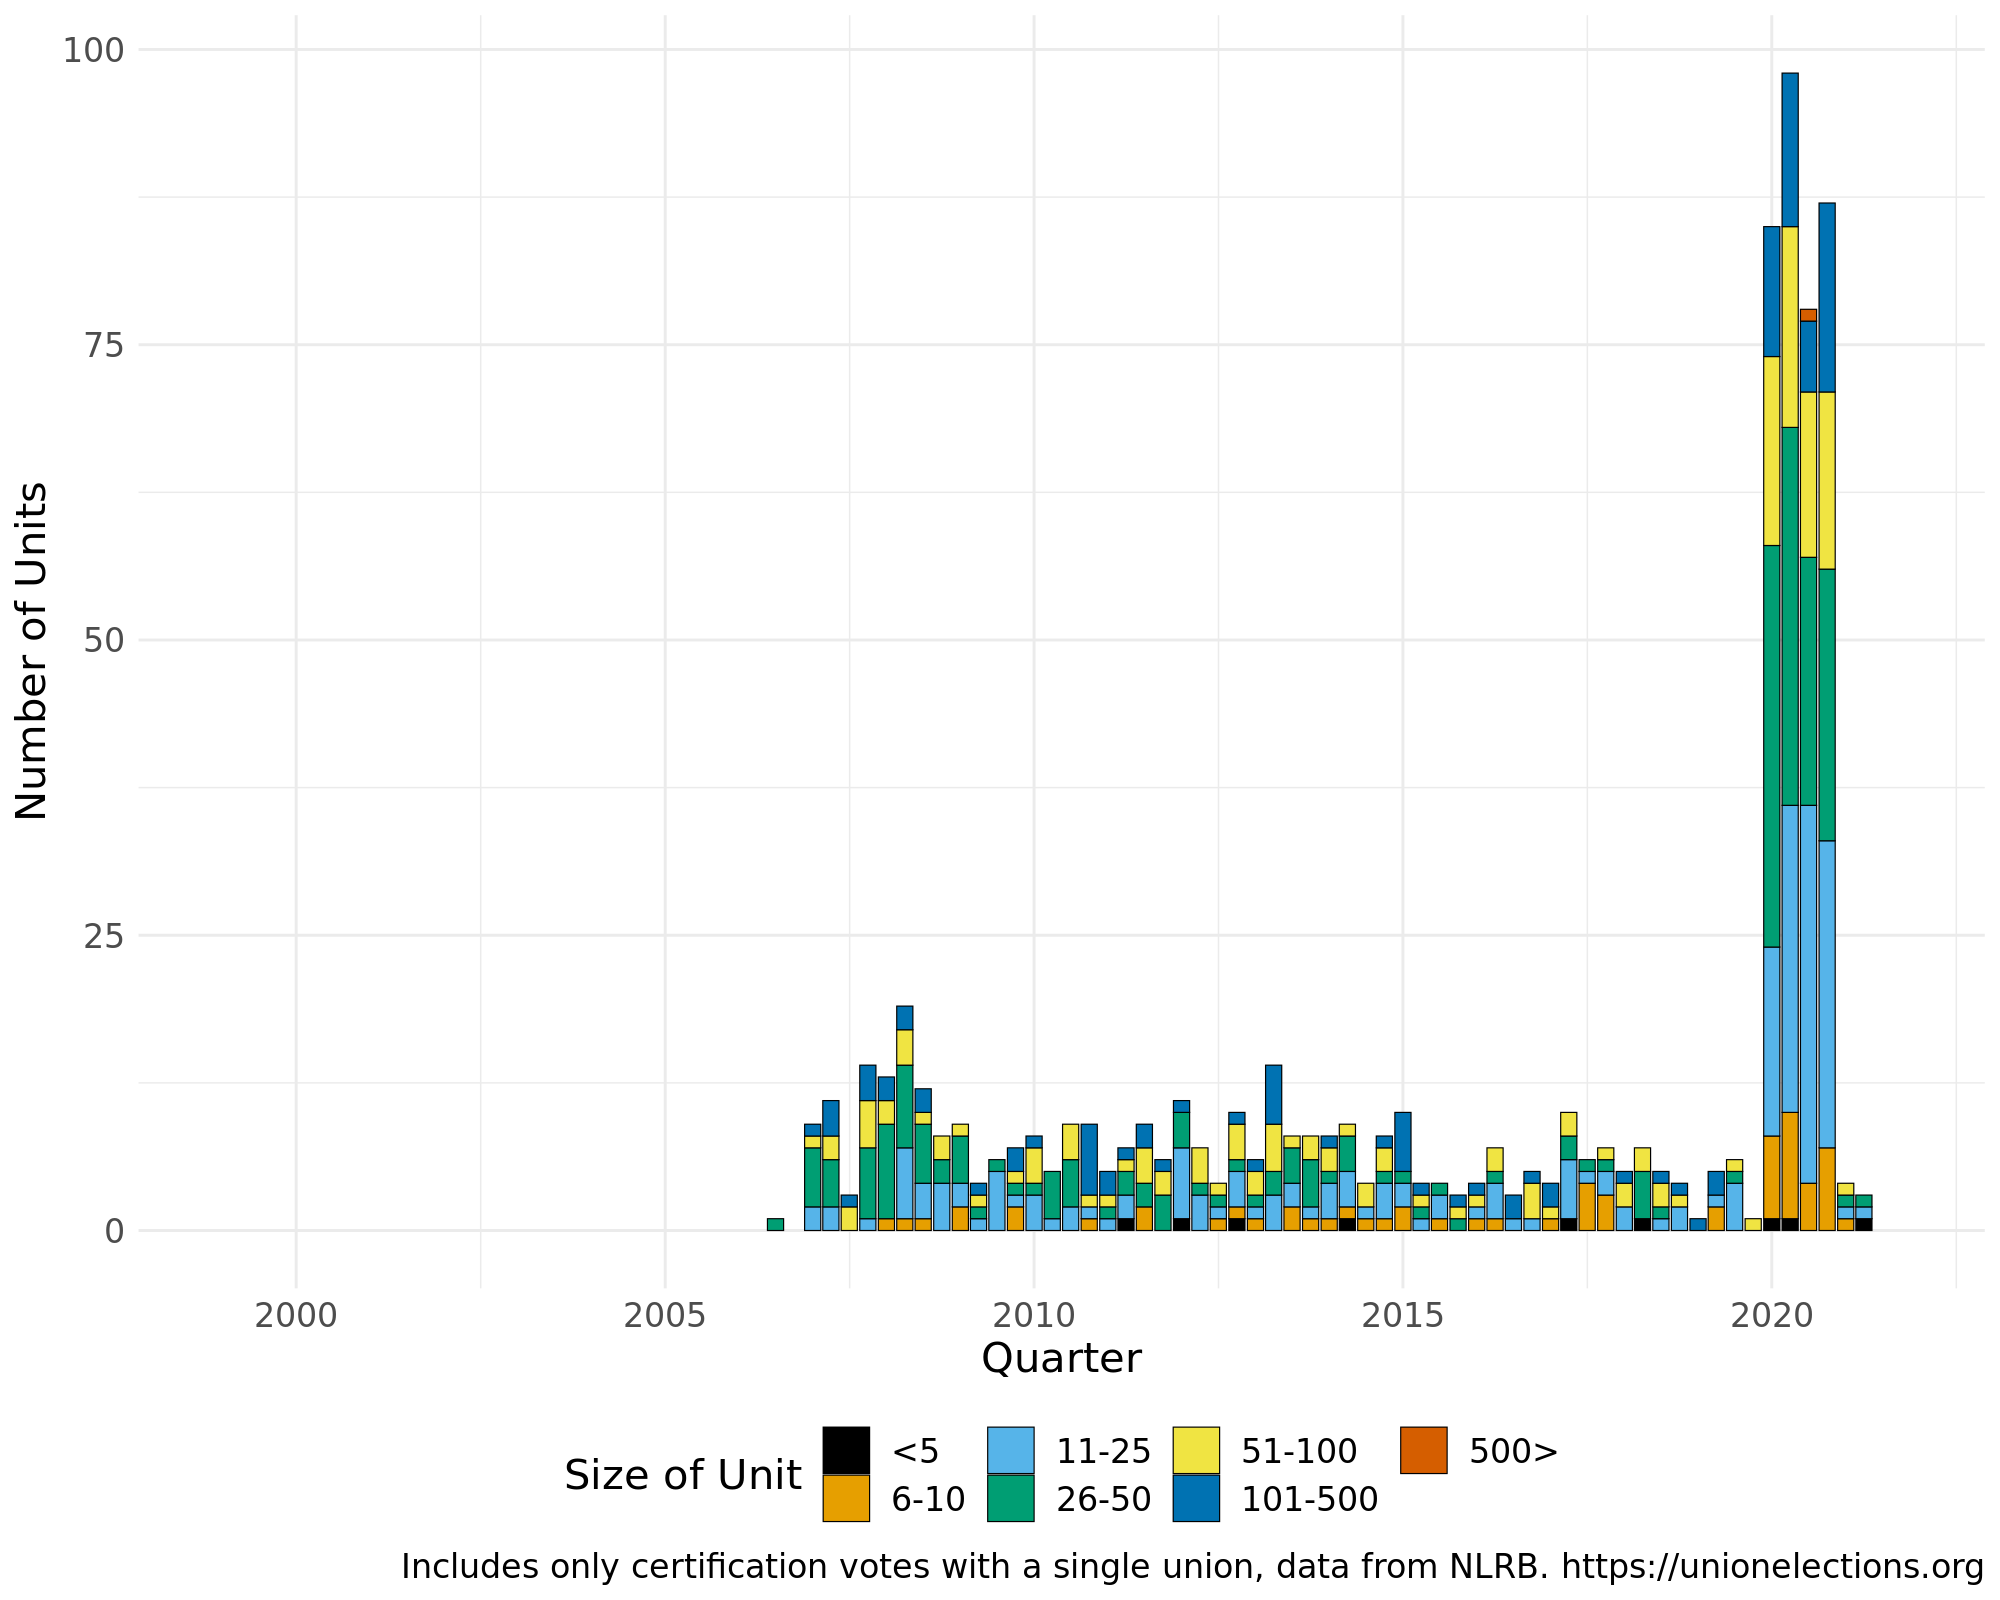 100
75
50
25
0
Number of Units
2000 2005 2010 2015 2020
Quarter
Size of Unit
<5 11-25 51-100 500>
6-10 26-50 101-500
Includes only certification votes with a single union, data from NLRB. https://unionelections.org